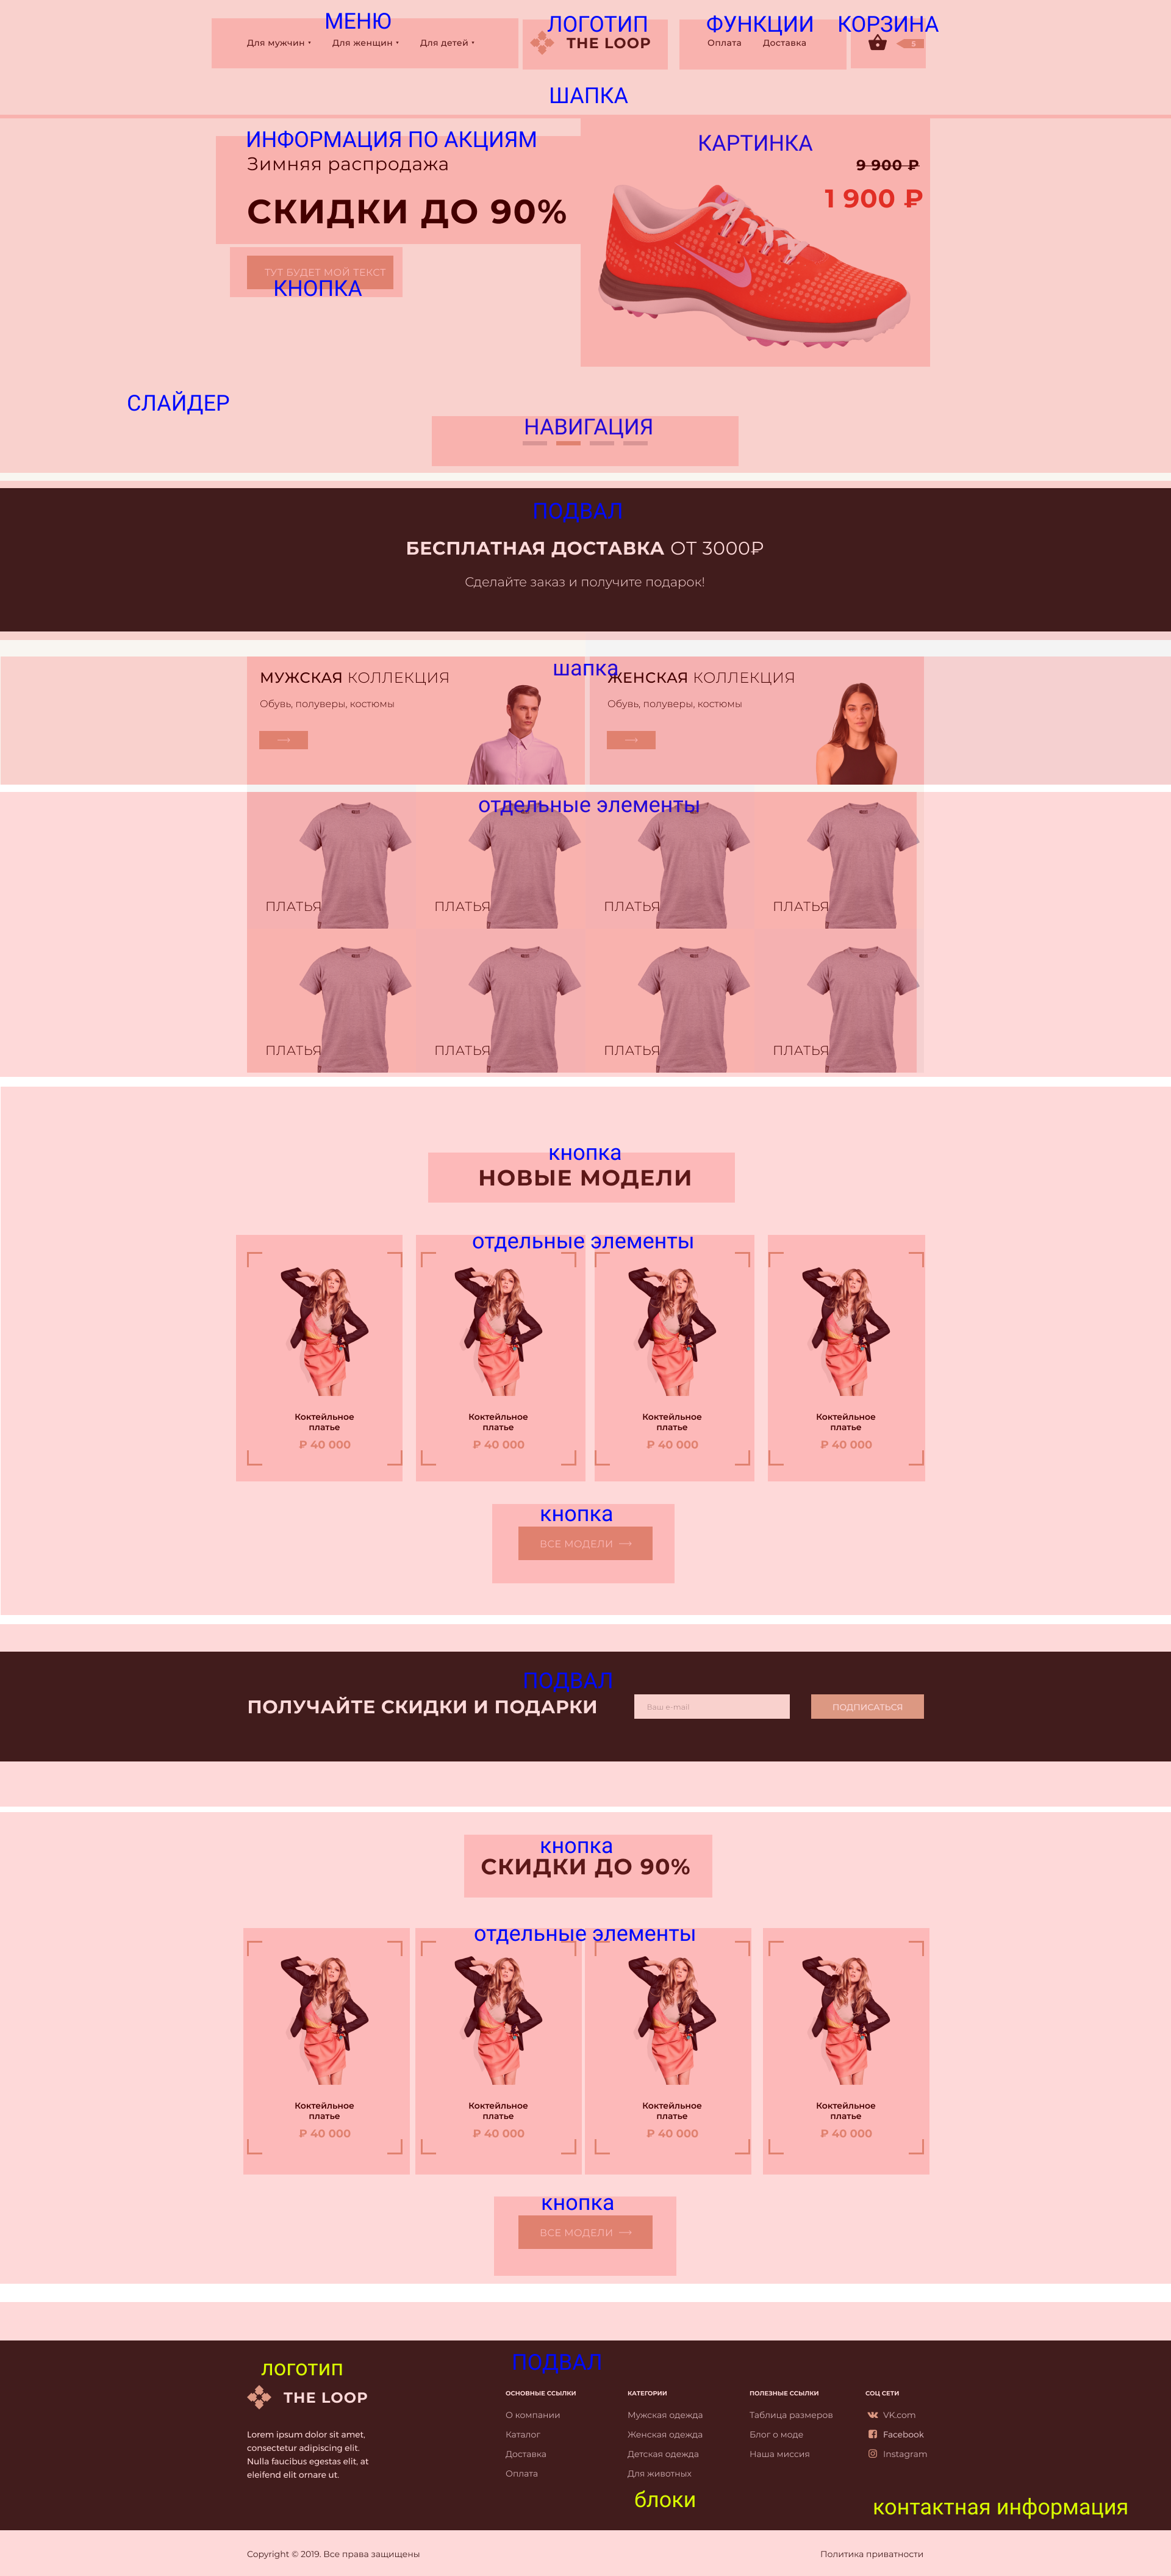 МЕНЮ
ЛОГОТИП
ФУНКЦИИ
КОРЗИНА
Для мужчин
Для женщин
Для детей
THE LOOP
Оплата
Доставка
5
ШАПКА
ИНФОРМАЦИЯ ПО АКЦИЯМ
Зимняя распродажа
СКИДКИ ДО 90%
КАРТИНКА
9 900 ₽
1 900 ₽
ТУТ БУДЕТ МОЙ ТЕКСТ
КНОПКА
СЛАЙДЕР
НАВИГАЦИЯ
ПОДВАЛ
БЕСПЛАТНАЯ ДОСТАВКА ОТ 3000₽
Сделайте заказ и получите подарок!
шапка
МУЖСКАЯ КОЛЛЕКЦИЯ
Обувь, полуверы, костюмы
ЖЕНСКАЯ КОЛЛЕКЦИЯ
Обувь, полуверы, костюмы
отдельные элементы
ПЛАТЬЯ
ПЛАТЬЯ
ПЛАТЬЯ
ПЛАТЬЯ
ПЛАТЬЯ
ПЛАТЬЯ
ПЛАТЬЯ
ПЛАТЬЯ
кнопка
НОВЫЕ МОДЕЛИ
отдельные элементы
Коктейльное
платье
₽ 40 000
Коктейльное
платье
₽ 40 000
Коктейльное
платье
₽ 40 000
Коктейльное
платье
₽ 40 000
кнопка
ВСЕ МОДЕЛИ
ПОДВАЛ
ПОЛУЧАЙТЕ СКИДКИ И ПОДАРКИ
Ваш e-mail
ПОДПИСАТЬСЯ
кнопка
СКИДКИ ДО 90%
отдельные элементы
Коктейльное
платье
₽ 40 000
Коктейльное
платье
₽ 40 000
Коктейльное
платье
₽ 40 000
Коктейльное
платье
₽ 40 000
кнопка
ВСЕ МОДЕЛИ
ПОДВАЛ
логотип
THE LOOP
Lorem ipsum dolor sit amet,
consectetur adipiscing elit.
Nulla faucibus egestas elit, at
eleifend elit ornare ut.
ОСНОВНЫЕ ССЫЛКИ
О компании
Каталог
Доставка
Оплата
КАТЕГОРИИ
Мужская одежда
Женская одежда
Детская одежда
Для животных
ПОЛЕЗНЫЕ ССЫЛКИ
Таблица размеров
Блог о моде
Наша миссия
СОЦ СЕТИ
VK.com
Facebook
Instagram
блоки
контактная информация
Copyright © 2019. Все права защищены
Политика приватности